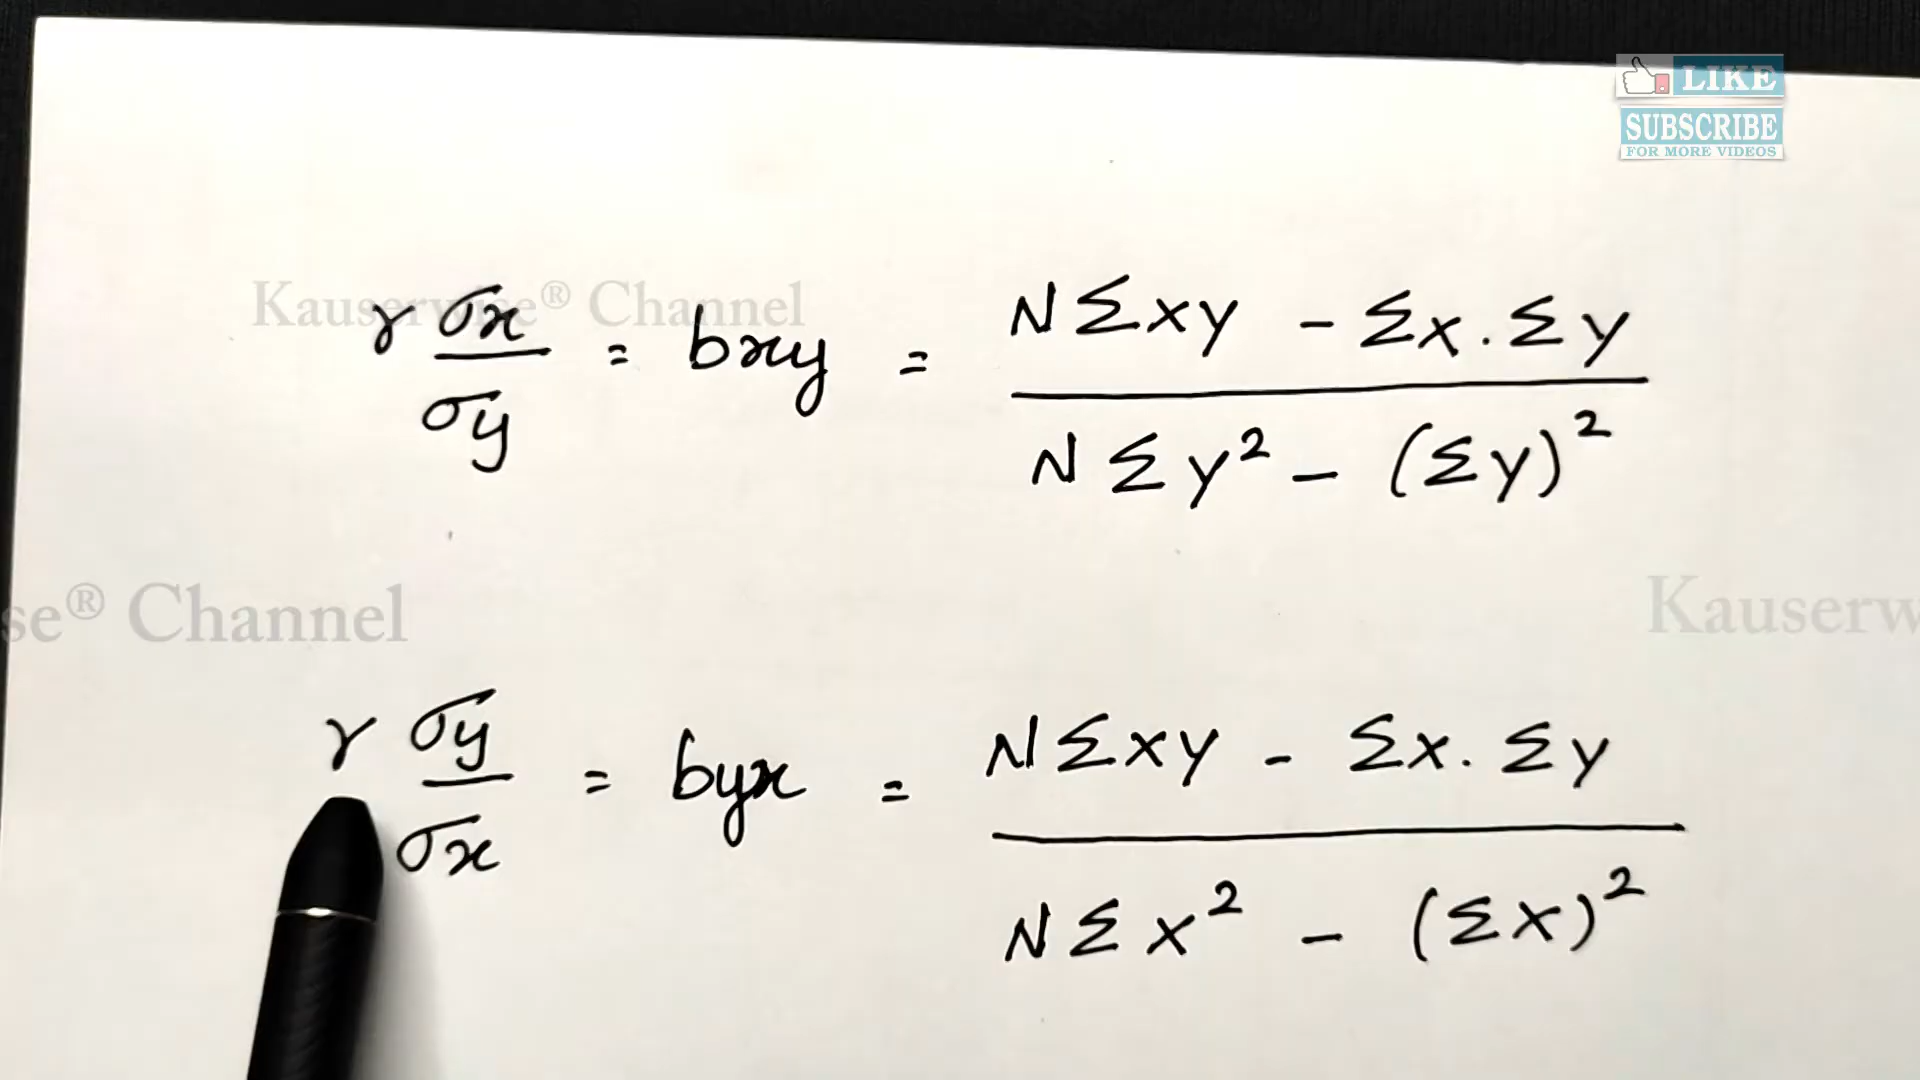 LIKE
SUBSCRIBE
FOR MORE VIDEOS
Kauserwise® Channel
r σx/σy = bxy = NΣxy - Σx.Σy / NΣy² - (Σy)²
se® Channel
Kauserw
r σy/σx = byx = NΣxy - Σx.Σy / NΣx² - (Σx)²